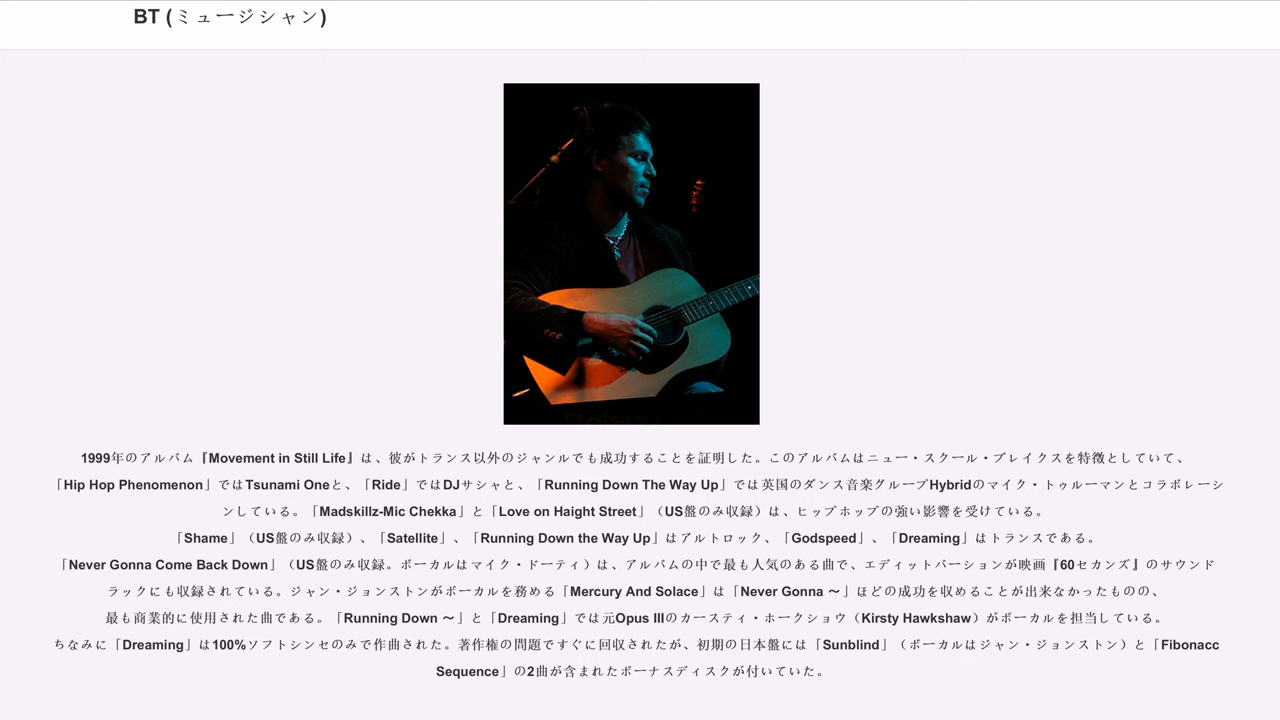 BT (ミュージシャン)
1999年のアルバム『Movement in Still Life』は、彼がトランス以外のジャンルでも成功することを証明した。このアルバムはニュー・スクール・ブレイクスを特徴としていて、
「Hip Hop Phenomenon」ではTsunami Oneと、「Ride」ではDJサシャと、「Running Down The Way Up」では英国のダンス音楽グループHybridのマイク・トゥルーマンとコラボレーシ
ンしている。「Madskillz-Mic Chekka」と「Love on Haight Street」（US盤のみ収録）は、ヒップホップの強い影響を受けている。
「Shame」（US盤のみ収録）、「Satellite」、「Running Down the Way Up」はアルトロック、「Godspeed」、「Dreaming」はトランスである。
「Never Gonna Come Back Down」（US盤のみ収録。ボーカルはマイク・ドーティ）は、アルバムの中で最も人気のある曲で、エディットバーションが映画『60セカンズ』のサウンド
ラックにも収録されている。ジャン・ジョンストンがボーカルを務める「Mercury And Solace」は「Never Gonna 〜」ほどの成功を収めることが出来なかったものの、
最も商業的に使用された曲である。「Running Down 〜」と「Dreaming」では元Opus IIIのカースティ・ホークショウ（Kirsty Hawkshaw）がボーカルを担当している。
ちなみに「Dreaming」は100%ソフトシンセのみで作曲された。著作権の問題ですぐに回収されたが、初期の日本盤には「Sunblind」（ボーカルはジャン・ジョンストン）と「Fibonacc
Sequence」の2曲が含まれたボーナスディスクが付いていた。